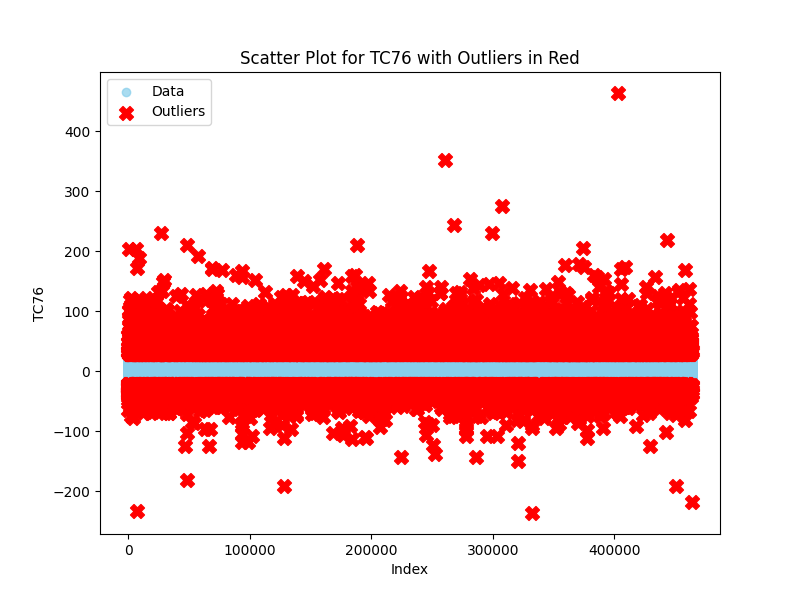 Scatter Plot for TC76 with Outliers in Red
Data
Outliers
400
300
200
100
0
−100
−200
TC76
0
100000
200000
300000
400000
Index